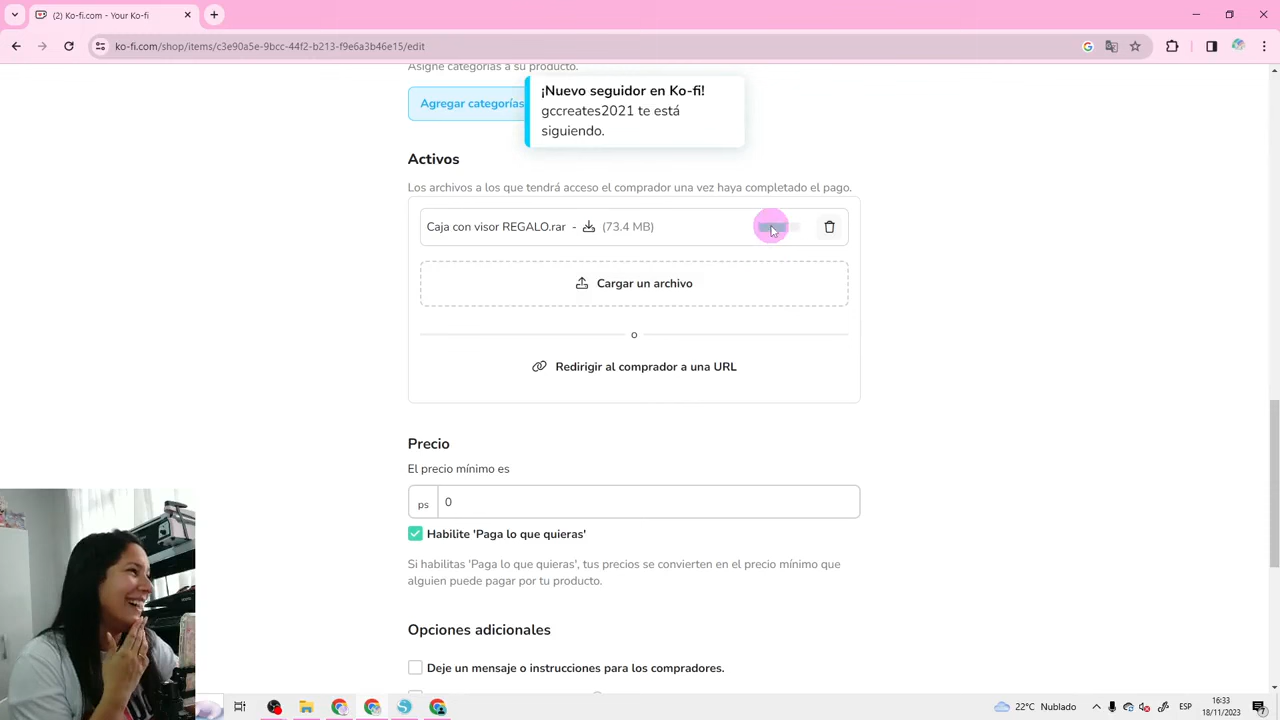 (2) Ko-fi.com - Your Ko-fi
ko-fi.com/shop/items/c3e90a5e-9bcc-44f2-b213-f9e6a3b46e15/edit
Asigne categorías a su producto.
Agregar categorías
¡Nuevo seguidor en Ko-fi!
gccreates2021 te está
siguiendo.
Activos
Los archivos a los que tendrá acceso el comprador una vez haya completado el pago.
Caja con visor REGALO.rar - (73.4 MB)
Cargar un archivo
o
Redirigir al comprador a una URL
Precio
El precio mínimo es
ps 0
Habilite 'Paga lo que quieras'
Si habilitas 'Paga lo que quieras', tus precios se convierten en el precio mínimo que
alguien puede pagar por tu producto.
Opciones adicionales
Deje un mensaje o instrucciones para los compradores.
22°C Nublado
ESP
16:33
18/11/2023